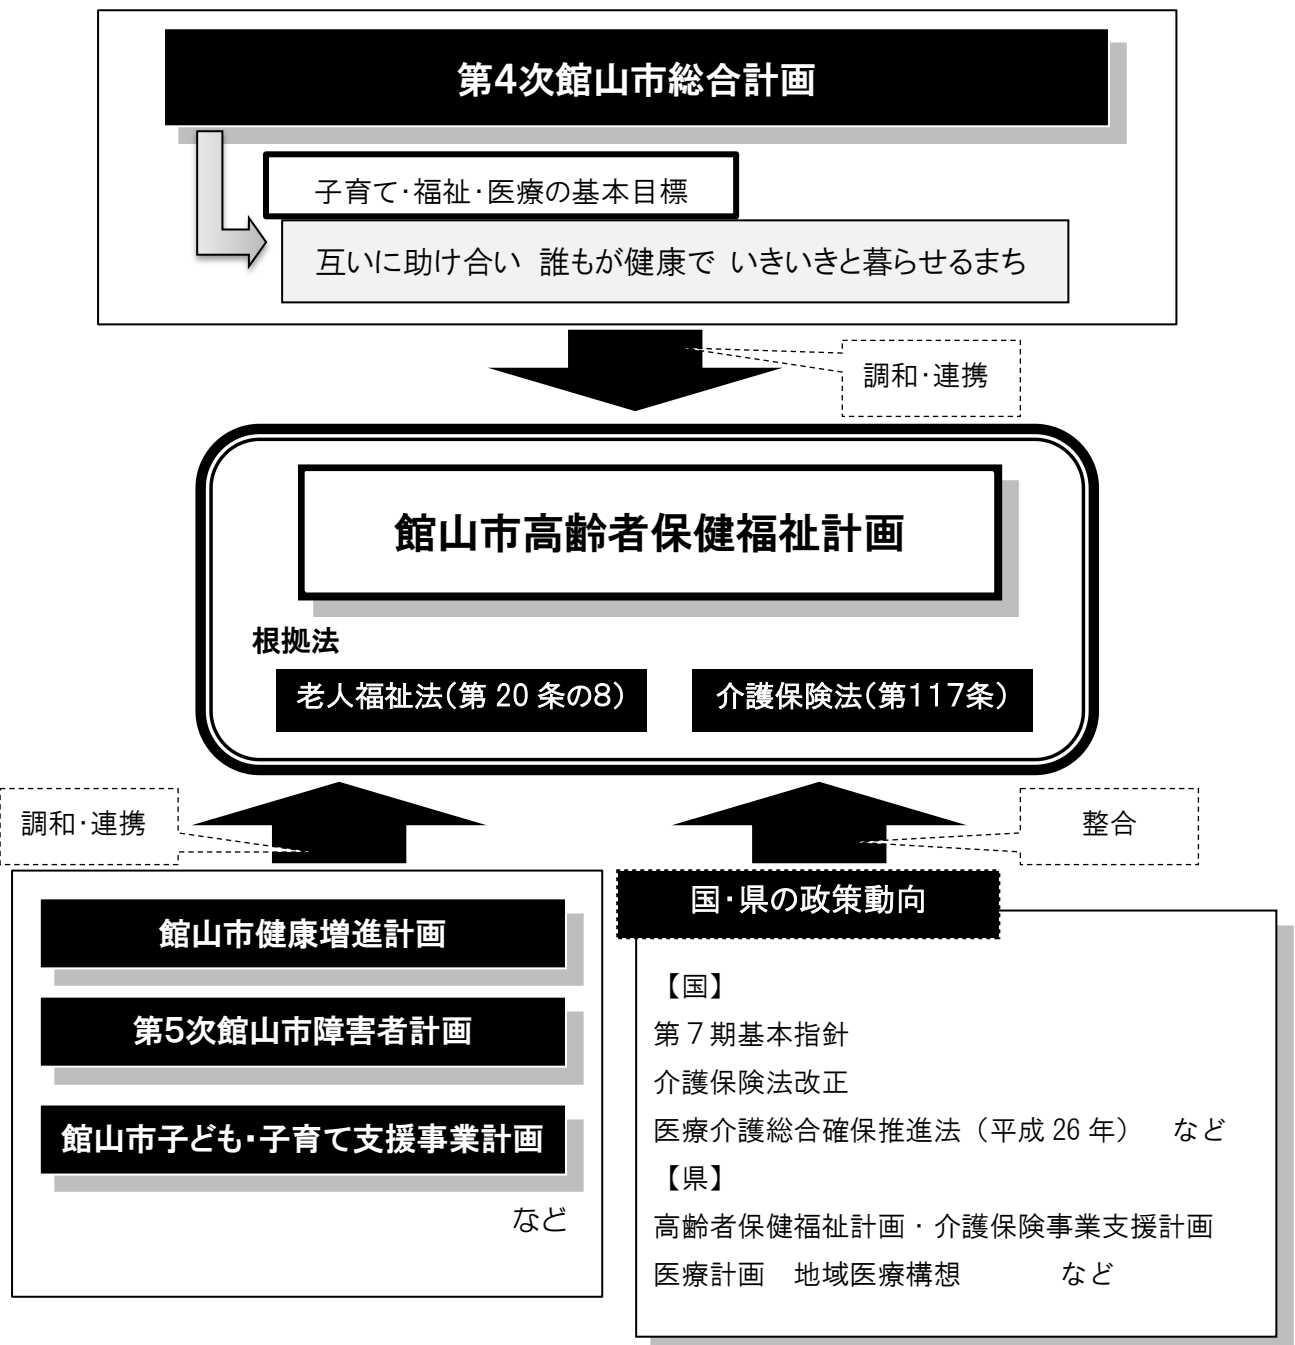 第4次館山市総合計画
子育て・福祉・医療の基本目標
互いに助け合い 誰もが健康で いきいきと暮らせるまち
調和・連携
館山市高齢者保健福祉計画
根拠法
老人福祉法(第 20 条の8)
介護保険法(第117条)
調和・連携
整合
館山市健康増進計画
第5次館山市障害者計画
館山市子ども・子育て支援事業計画
など
国・県の政策動向
【国】
第7期基本指針
介護保険法改正
医療介護総合確保推進法（平成 26 年）　など
【県】
高齢者保健福祉計画・介護保険事業支援計画
医療計画　地域医療構想　　　など